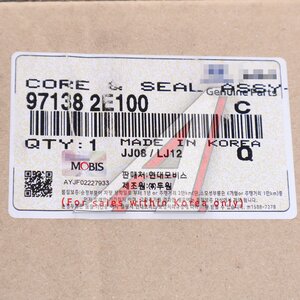 Genuine Parts
CORE & SEAL ASSY-
97138 2E100
C
QTY:1 MADE IN KOREA
JJ08 / LJ12
Q
MOBIS
AYJF02227933
판매처:현대모비스
제조원:㈜두원
(For sales within Korea only)